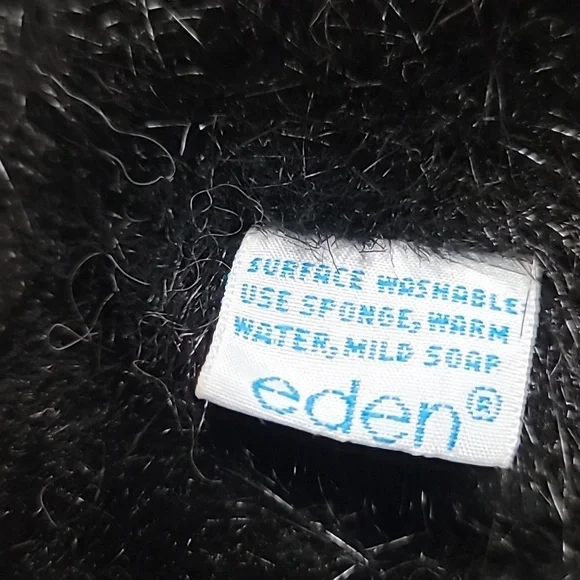 SURFACE WASHABLE
USE SPONGE, WARM
WATER, MILD SOAP
eden®